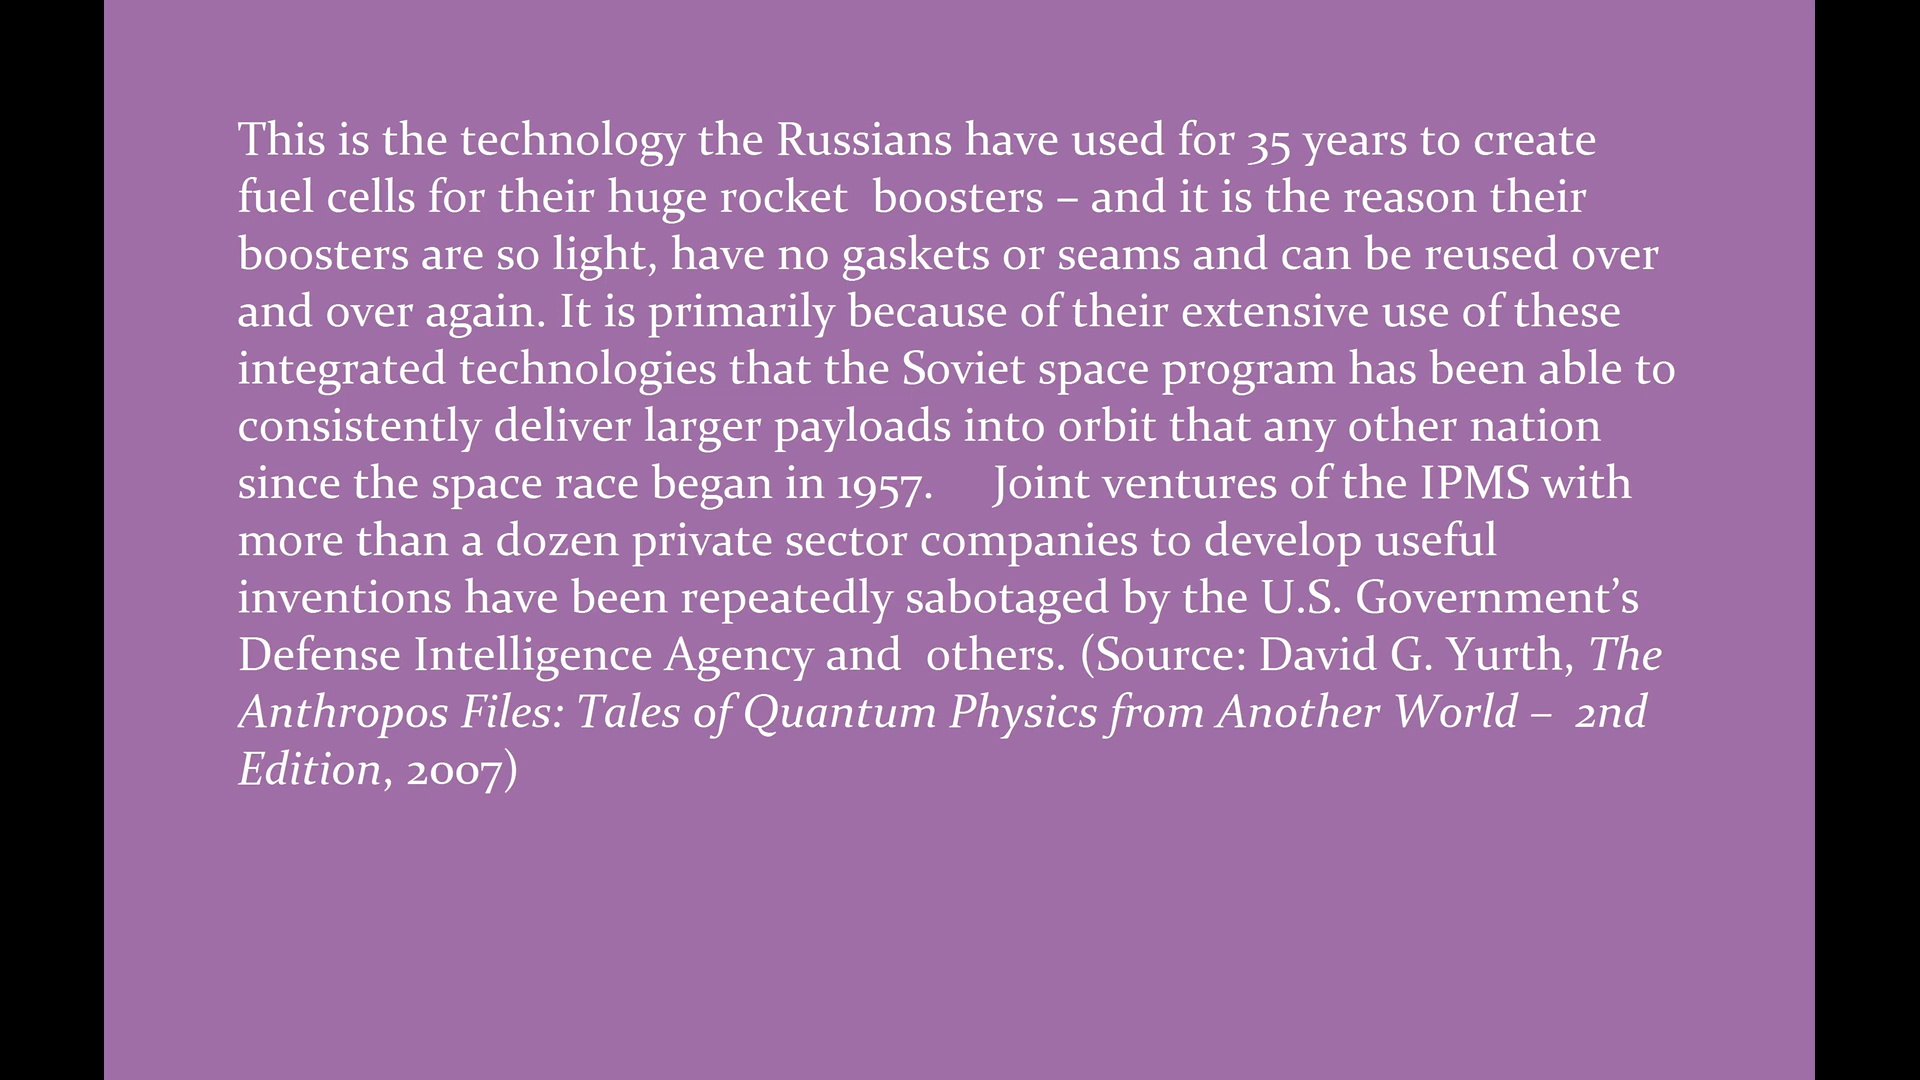 This is the technology the Russians have used for 35 years to create
fuel cells for their huge rocket  boosters – and it is the reason their
boosters are so light, have no gaskets or seams and can be reused over
and over again. It is primarily because of their extensive use of these
integrated technologies that the Soviet space program has been able to
consistently deliver larger payloads into orbit that any other nation
since the space race began in 1957.     Joint ventures of the IPMS with
more than a dozen private sector companies to develop useful
inventions have been repeatedly sabotaged by the U.S. Government’s
Defense Intelligence Agency and  others. (Source: David G. Yurth, The
Anthropos Files: Tales of Quantum Physics from Another World –  2nd
Edition, 2007)